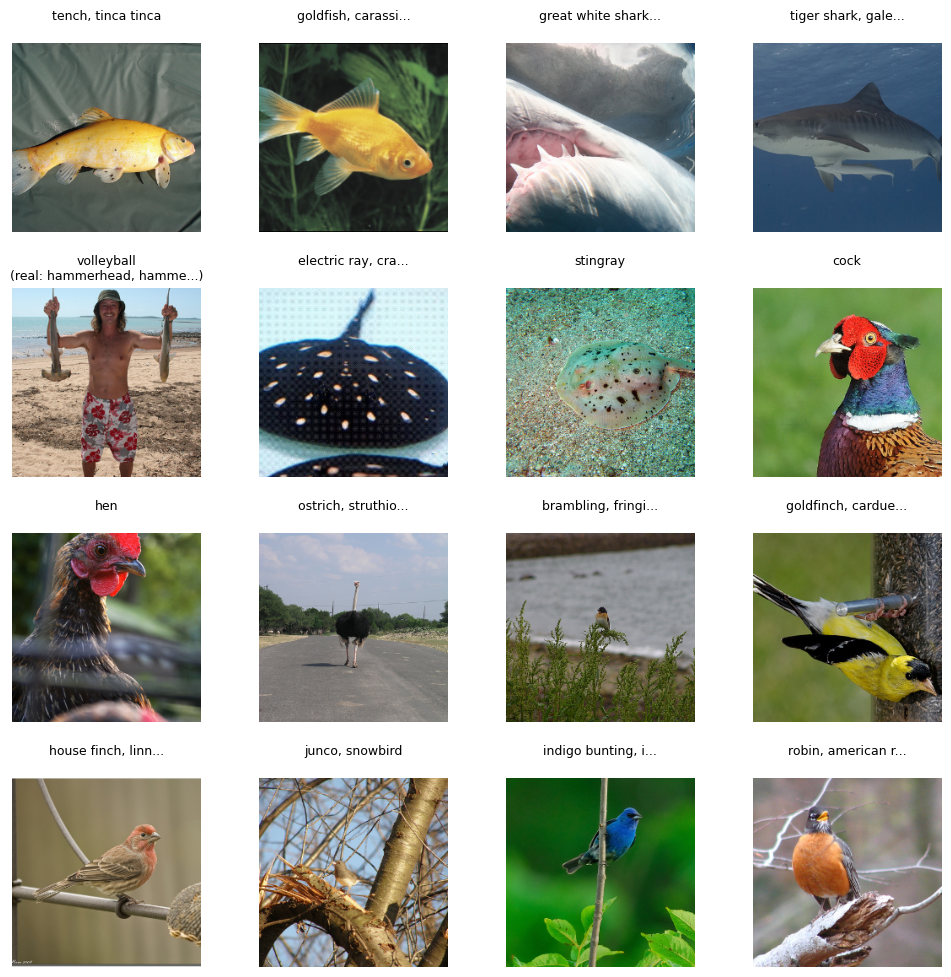 tench, tinca tinca
goldfish, carassi...
great white shark...
tiger shark, gale...
volleyball
(real: hammerhead, hamme...)
electric ray, cra...
stingray
cock
hen
ostrich, struthio...
brambling, fringi...
goldfinch, cardue...
house finch, linn...
junco, snowbird
indigo bunting, i...
robin, american r...